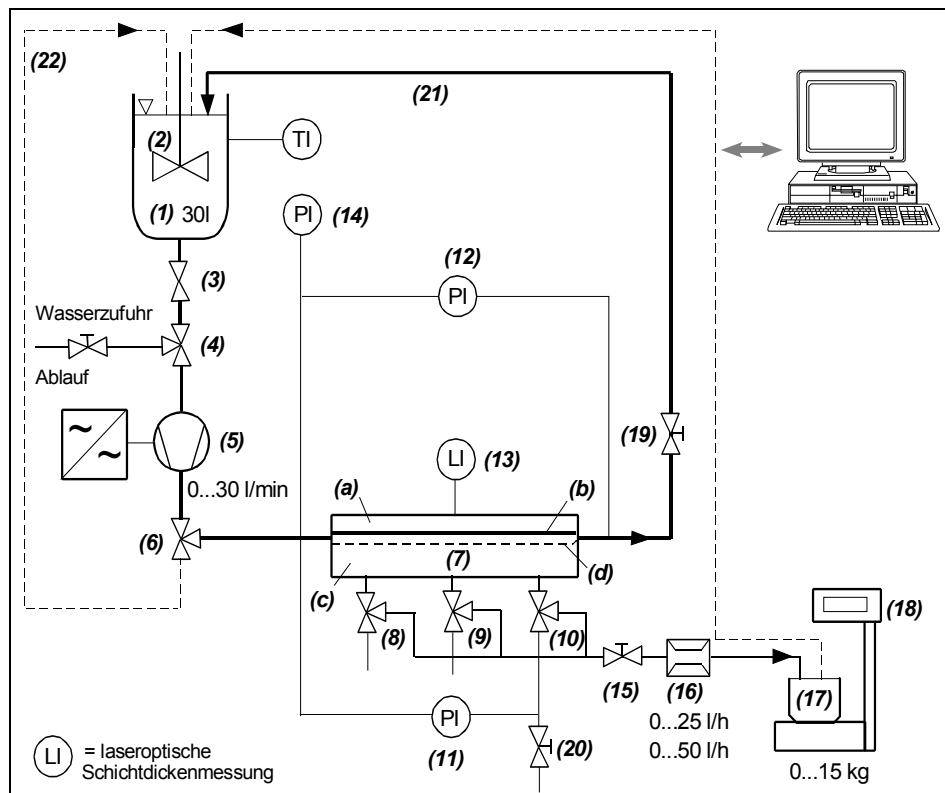 (22)
(21)
(2)
TI
(1) 30l
PI
(14)
(12)
(3)
PI
Wasserzufuhr
(4)
Ablauf
~
~
(5)
(19)
LI
(13)
0...30 l/min
(a)
(b)
(6)
(7)
(d)
(c)
(8)
(9)
(10)
(18)
(15)
(16)
(17)
PI
(11)
(20)
0...25 l/h
0...50 l/h
0...15 kg
LI
= laseroptische
Schichtdickenmessung